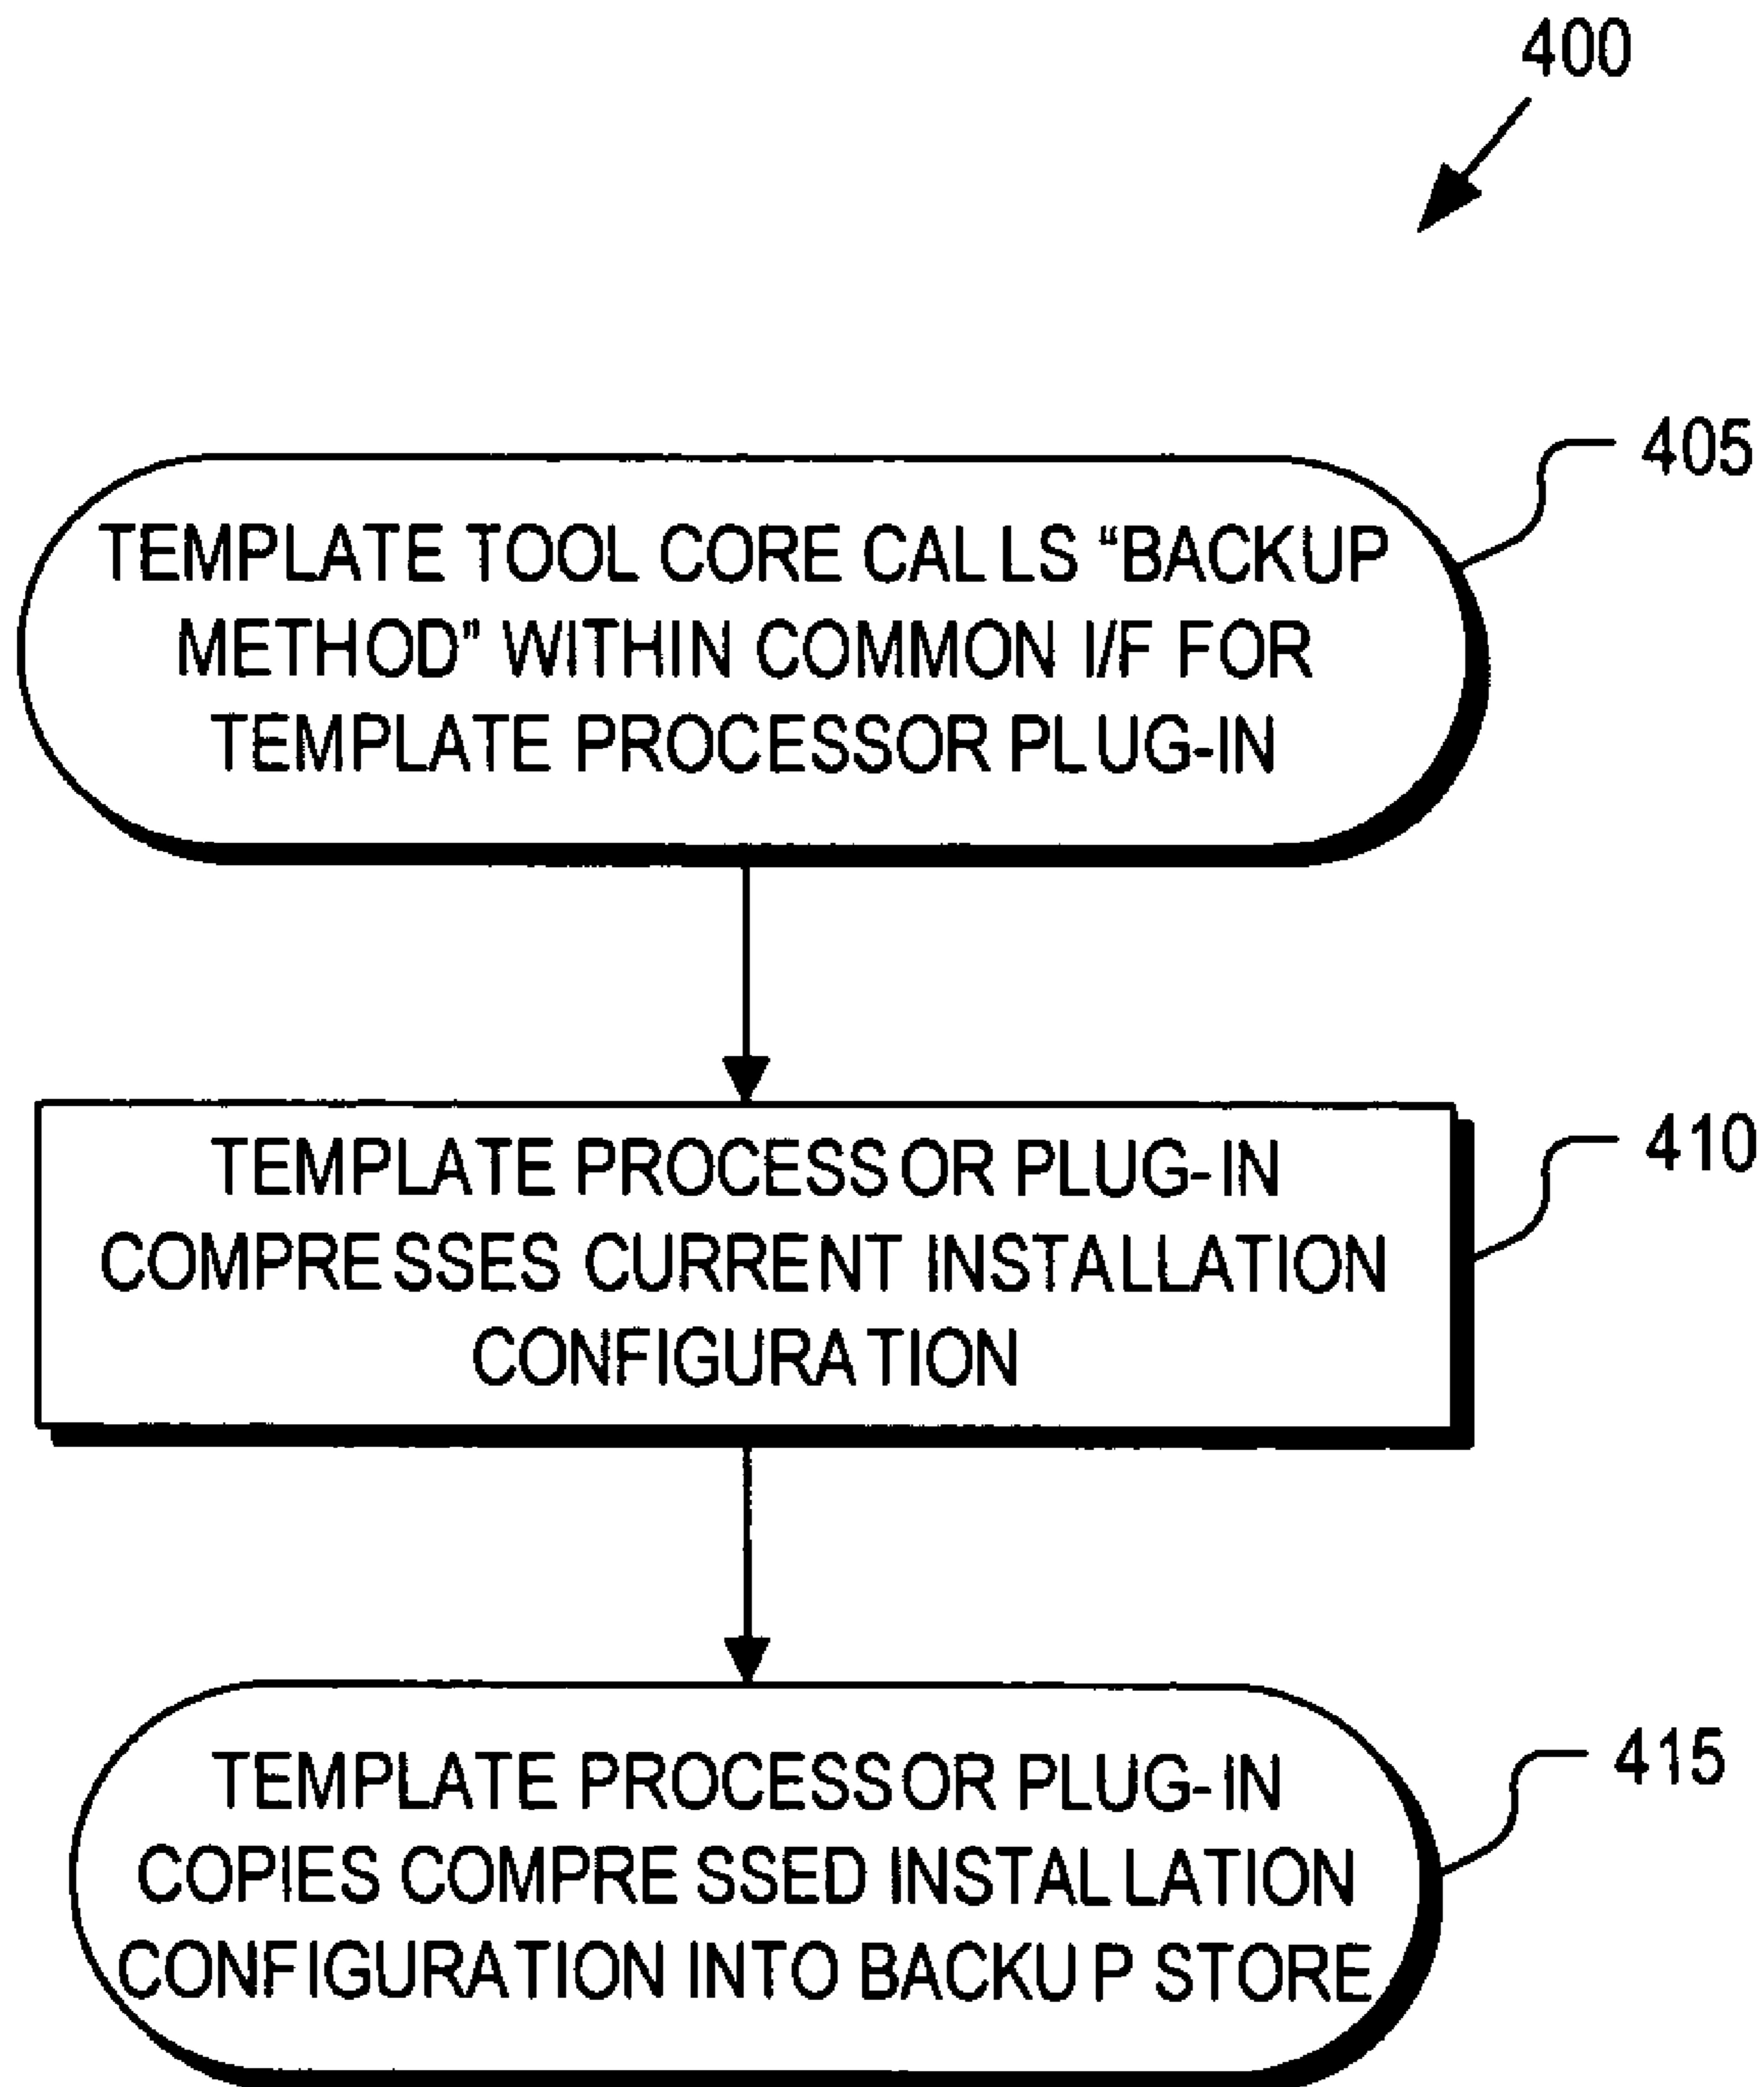 400
405
TEMPLATE TOOL CORE CALLS “BACKUP
METHOD” WITHIN COMMON I/F FOR
TEMPLATE PROCESSOR PLUG-IN
410
TEMPLATE PROCESSOR PLUG-IN
COMPRESSES CURRENT INSTALLATION
CONFIGURATION
415
TEMPLATE PROCESSOR PLUG-IN
COPIES COMPRESSED INSTALLATION
CONFIGURATION INTO BACKUP STORE